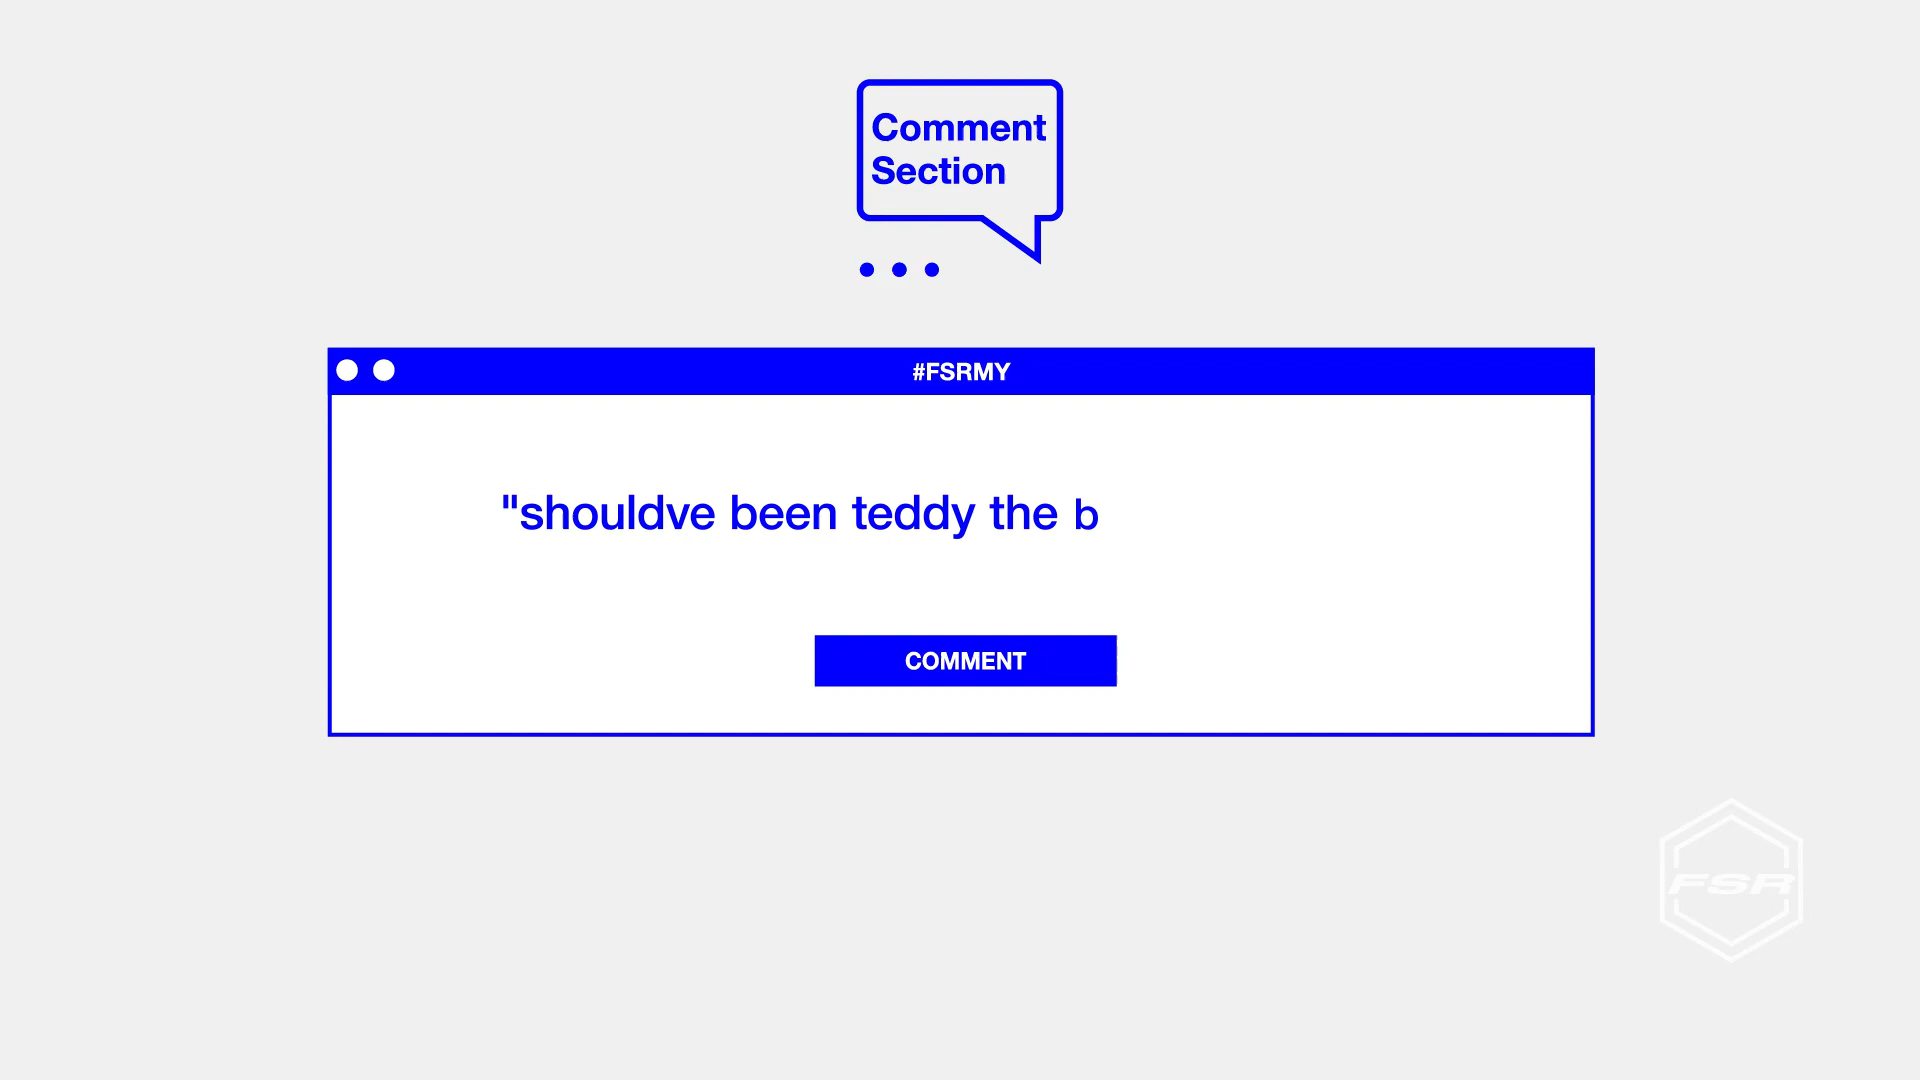 Comment
Section
#FSRMY
"shouldve been teddy the b
COMMENT
FSR